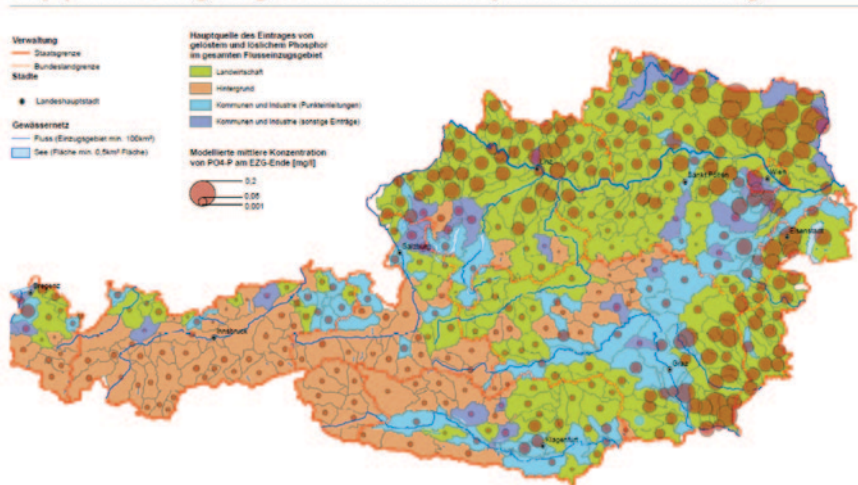 Verwaltung
Staatsgrenze
Bundeslandgrenze
Städte
Landeshauptstadt
Gewässernetz
Fluss (Einzugsgebiet min. 100km²)
See (Fläche min. 0,5km² Fläche)
Hauptquelle des Eintrages von
gelöstem und löslichem Phosphor
im gesamten Flusseinzugsgebiet
Landwirtschaft
Hintergrund
Kommunen und Industrie (Punkteinleitungen)
Kommunen und Industrie (sonstige Einträge)
Modellierte mittlere Konzentration
von PO4-P am EZG-Ende [mg/l]
0,2
0,05
0,001
Linz
Sankt Pölten
Wien
Eisenstadt
Salzburg
Bregenz
Innsbruck
Graz
Klagenfurt